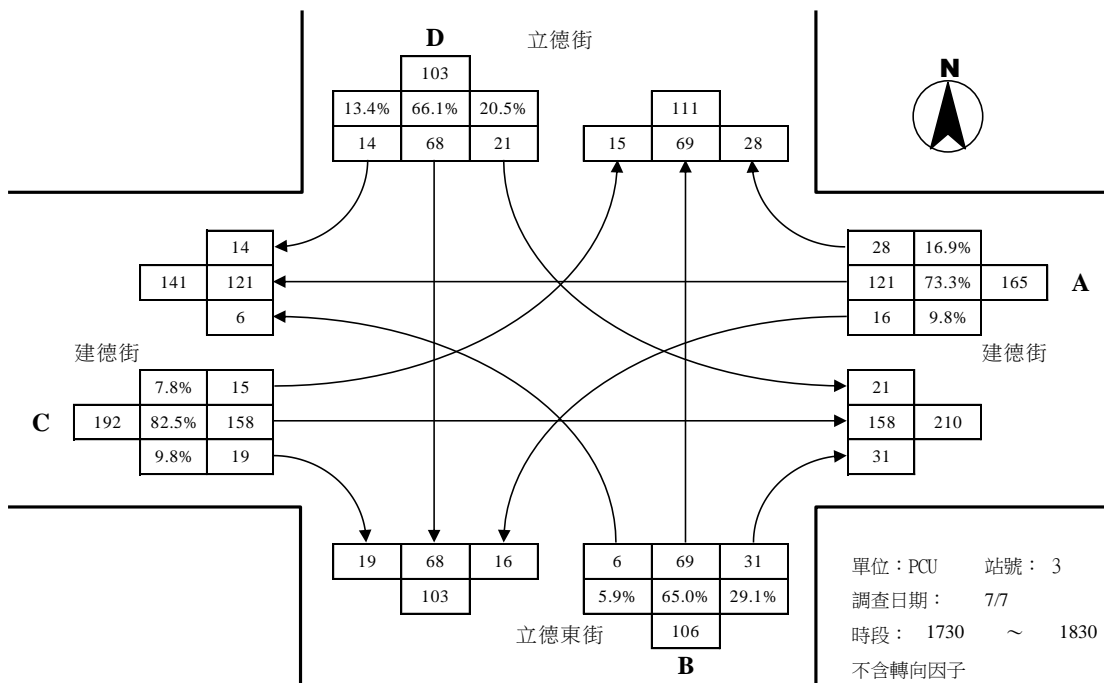 D
立德街
N
103
13.4% 66.1% 20.5%
14 68 21
111
15 69 28
14
141 121
6
28 16.9%
121 73.3% 165
16 9.8%
A
建德街
建德街
7.8% 15
C 192 82.5% 158
9.8% 19
21
158 210
31
19 68 16
103
6 69 31
5.9% 65.0% 29.1%
106
立德東街
B
單位：PCU 站號： 3
調查日期： 7/7
時段： 1730 ～ 1830
不含轉向因子